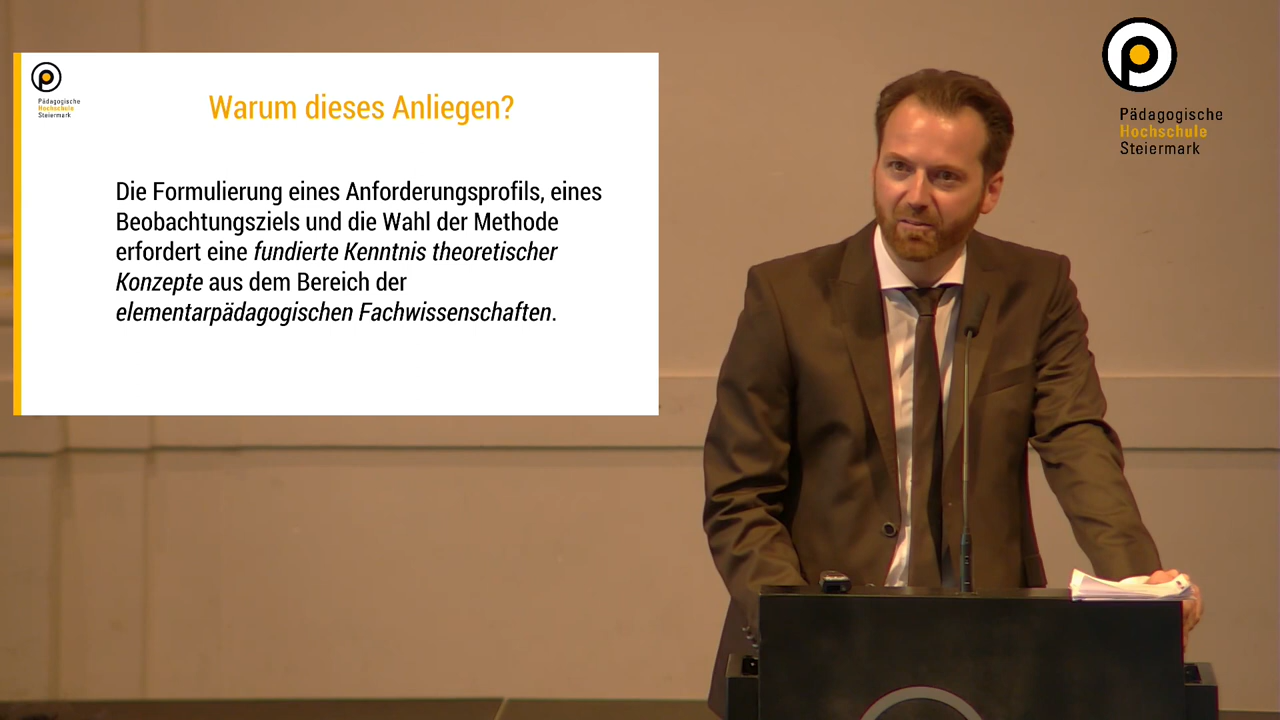 Pädagogische
Hochschule
Steiermark
Warum dieses Anliegen?
Die Formulierung eines Anforderungsprofils, eines
Beobachtungsziels und die Wahl der Methode
erfordert eine fundierte Kenntnis theoretischer
Konzepte aus dem Bereich der
elementarpädagogischen Fachwissenschaften.
Pädagogische
Hochschule
Steiermark